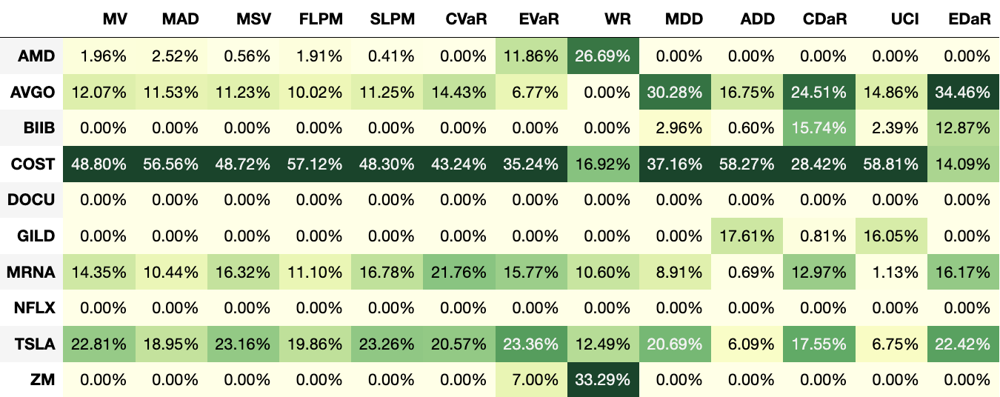 MV MAD MSV FLPM SLPM CVaR EVaR WR MDD ADD CDaR UCI EDaR
AMD 1.96% 2.52% 0.56% 1.91% 0.41% 0.00% 11.86% 26.69% 0.00% 0.00% 0.00% 0.00% 0.00%
AVGO 12.07% 11.53% 11.23% 10.02% 11.25% 14.43% 6.77% 0.00% 30.28% 16.75% 24.51% 14.86% 34.46%
BIIB 0.00% 0.00% 0.00% 0.00% 0.00% 0.00% 0.00% 0.00% 2.96% 0.60% 15.74% 2.39% 12.87%
COST 48.80% 56.56% 48.72% 57.12% 48.30% 43.24% 35.24% 16.92% 37.16% 58.27% 28.42% 58.81% 14.09%
DOCU 0.00% 0.00% 0.00% 0.00% 0.00% 0.00% 0.00% 0.00% 0.00% 0.00% 0.00% 0.00% 0.00%
GILD 0.00% 0.00% 0.00% 0.00% 0.00% 0.00% 0.00% 0.00% 0.00% 17.61% 0.81% 16.05% 0.00%
MRNA 14.35% 10.44% 16.32% 11.10% 16.78% 21.76% 15.77% 10.60% 8.91% 0.69% 12.97% 1.13% 16.17%
NFLX 0.00% 0.00% 0.00% 0.00% 0.00% 0.00% 0.00% 0.00% 0.00% 0.00% 0.00% 0.00% 0.00%
TSLA 22.81% 18.95% 23.16% 19.86% 23.26% 20.57% 23.36% 12.49% 20.69% 6.09% 17.55% 6.75% 22.42%
ZM 0.00% 0.00% 0.00% 0.00% 0.00% 0.00% 7.00% 33.29% 0.00% 0.00% 0.00% 0.00% 0.00%